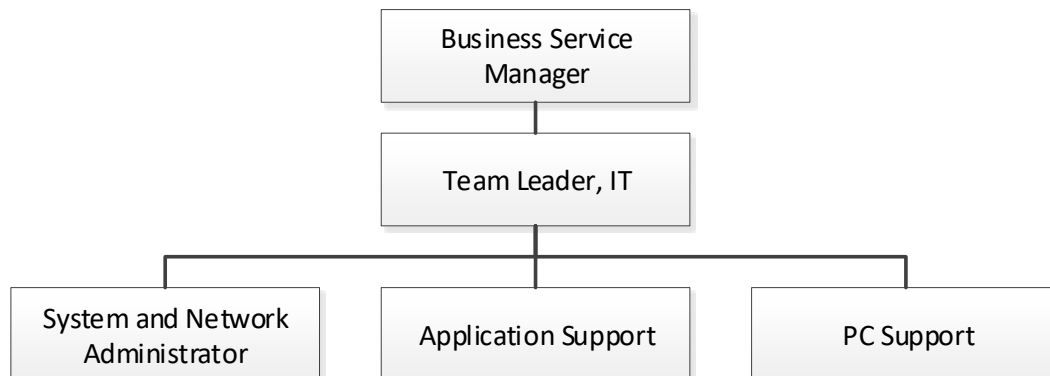 Business Service
Manager
Team Leader, IT
System and Network
Administrator
Application Support
PC Support